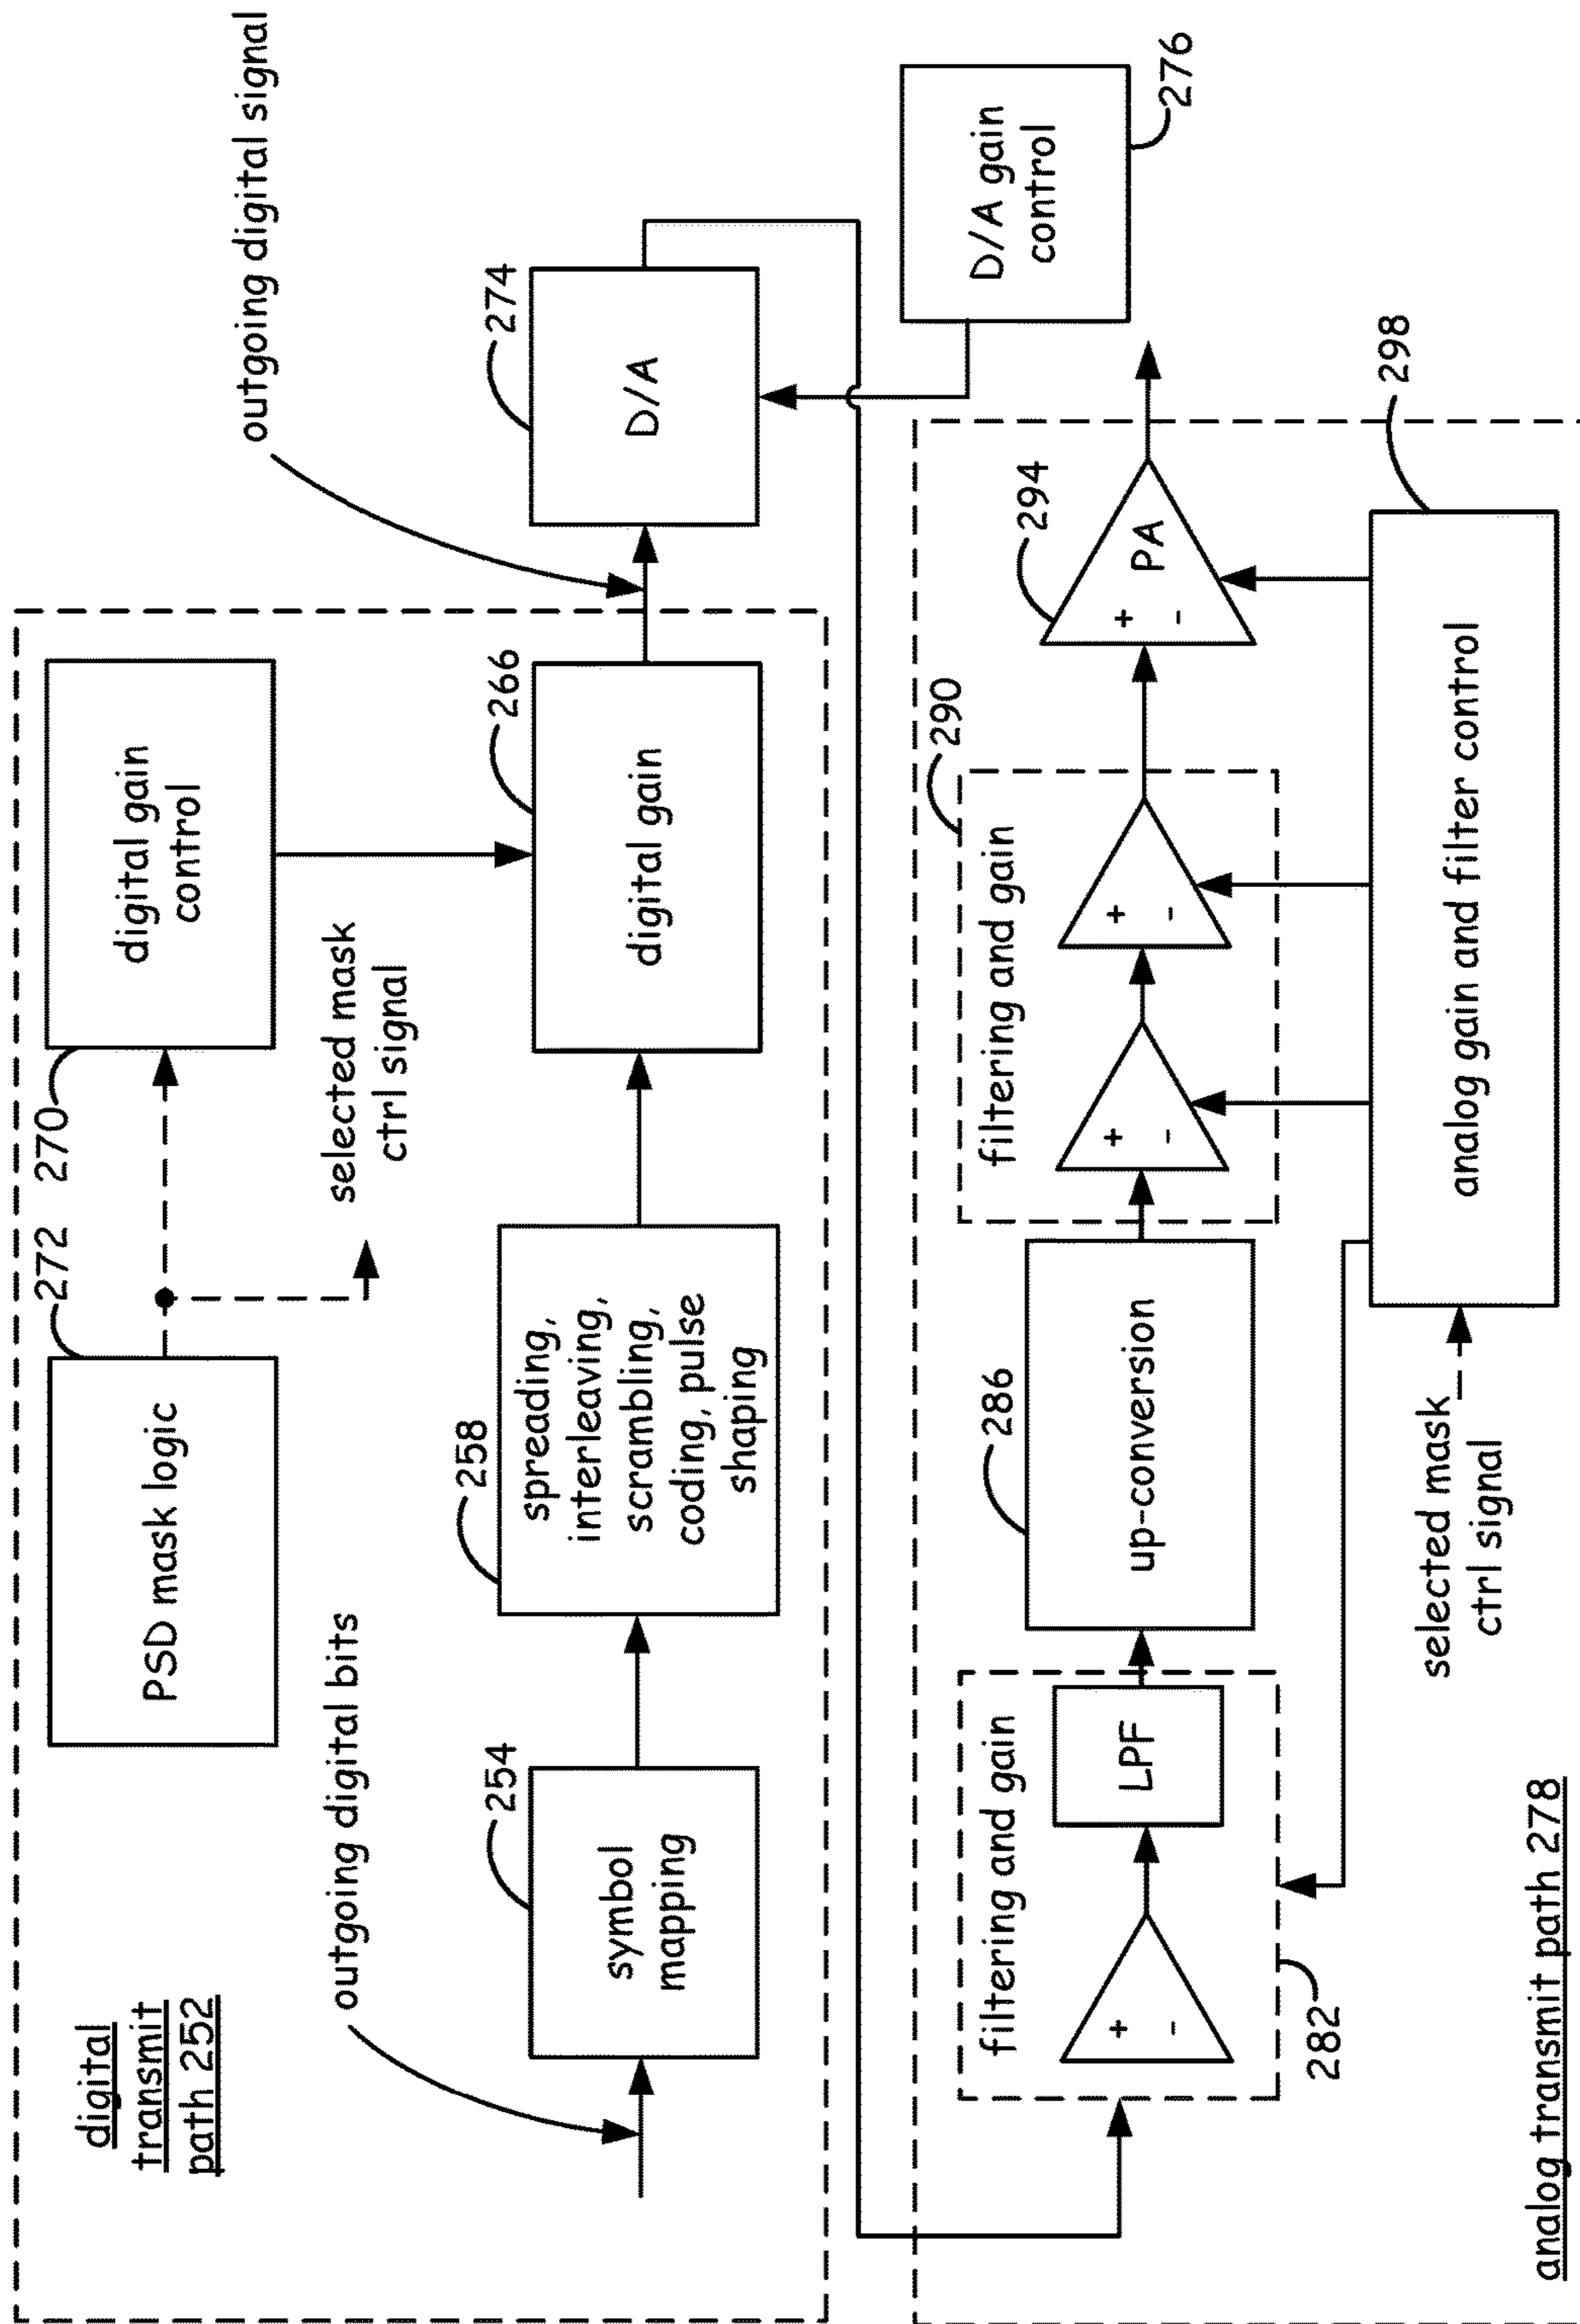 digital
transmit
path 252
PSD mask logic
272
270
digital gain
control
selected mask
ctrl signal
outgoing digital signal
outgoing digital bits
254
symbol
mapping
258
spreading,
interleaving,
scrambling,
coding, pulse
shaping
266
digital gain
274
D/A
D/A gain
control
276
filtering and gain
+
-
LPF
282
286
up-conversion
290
filtering and gain
+
-
+
-
294
+
-
PA
298
analog gain and filter control
selected mask
ctrl signal
analog transmit path 278